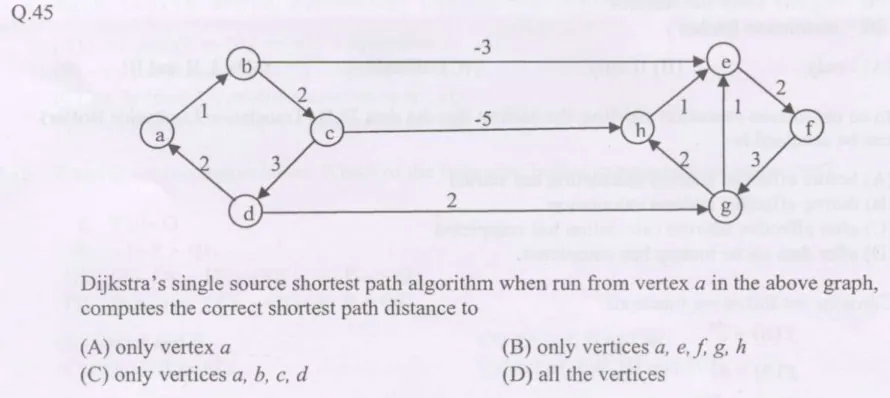 Q.45
-3
b
e
2
2
1
1
1
a
c
-5
h
f
2
3
2
3
d
2
g
Dijkstra's single source shortest path algorithm when run from vertex a in the above graph,
computes the correct shortest path distance to
(A) only vertex a
(B) only vertices a, e, f, g, h
(C) only vertices a, b, c, d
(D) all the vertices